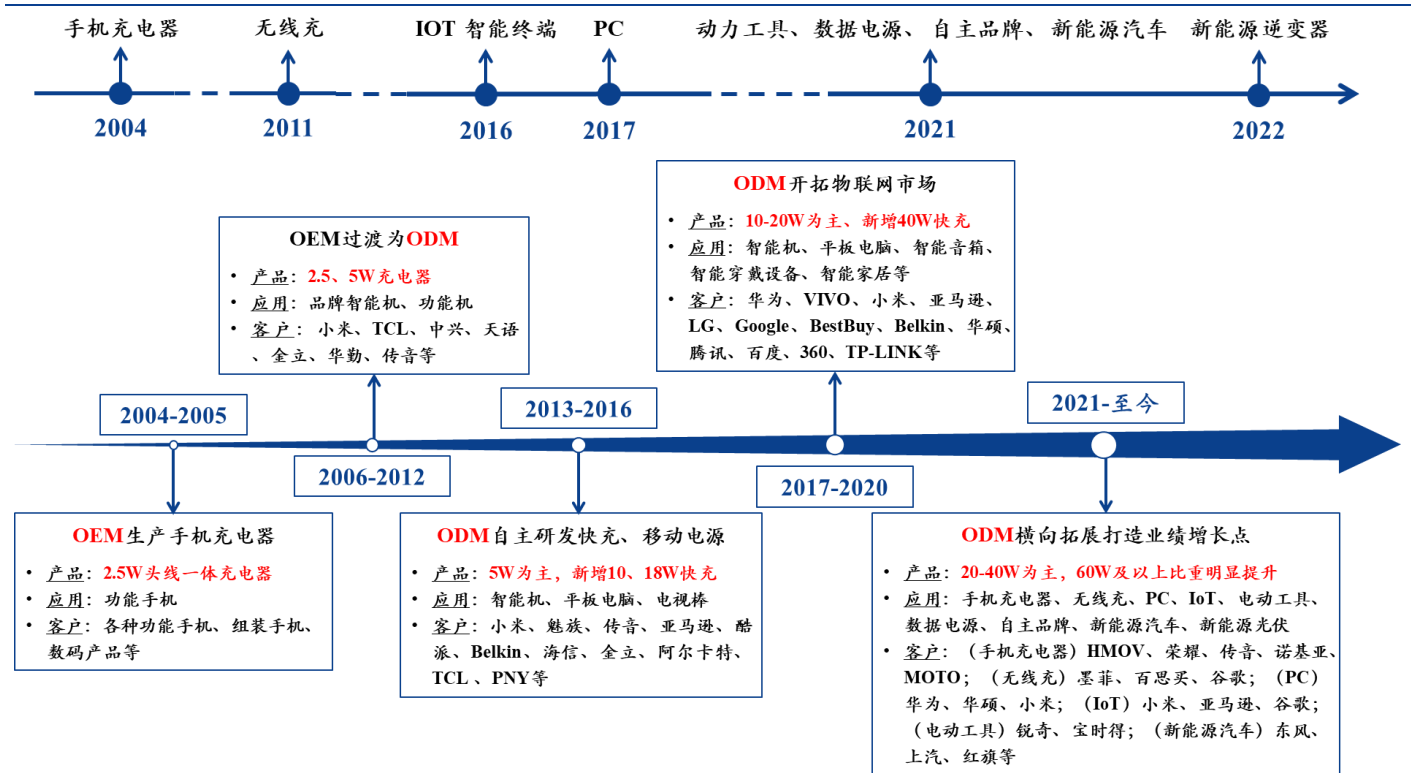 手机充电器
无线充
IOT 智能终端
PC
动力工具、数据电源、自主品牌、新能源汽车
新能源逆变器
2004
2011
2016
2017
2021
2022
OEM过渡为ODM
• 产品：2.5、5W充电器
• 应用：品牌智能机、功能机
• 客户：小米、TCL、中兴、天语
、金立、华勤、传音等
ODM开拓物联网市场
• 产品：10-20W为主、新增40W快充
• 应用：智能机、平板电脑、智能音箱、
智能穿戴设备、智能家居等
• 客户：华为、VIVO、小米、亚马逊、
LG、Google、BestBuy、Belkin、华硕、
腾讯、百度、360、TP-LINK等
2004-2005
2013-2016
2021-至今
2006-2012
2017-2020
OEM生产手机充电器
• 产品：2.5W头线一体充电器
• 应用：功能手机
• 客户：各种功能手机、组装手机、
数码产品等
ODM自主研发快充、移动电源
• 产品：5W为主，新增10、18W快充
• 应用：智能机、平板电脑、电视棒
• 客户：小米、魅族、传音、亚马逊、酷
派、Belkin、海信、金立、阿尔卡特、
TCL 、PNY等
ODM横向拓展打造业绩增长点
• 产品：20-40W为主，60W及以上比重明显提升
• 应用：手机充电器、无线充、PC、IoT、电动工具、
数据电源、自主品牌、新能源汽车、新能源光伏
• 客户：（手机充电器）HMOV、荣耀、传音、诺基亚、
MOTO；（无线充）墨菲、百思买、谷歌；（PC）
华为、华硕、小米；（IoT）小米、亚马逊、谷歌；
（电动工具）锐奇、宝时得；（新能源汽车）东风、
上汽、红旗等